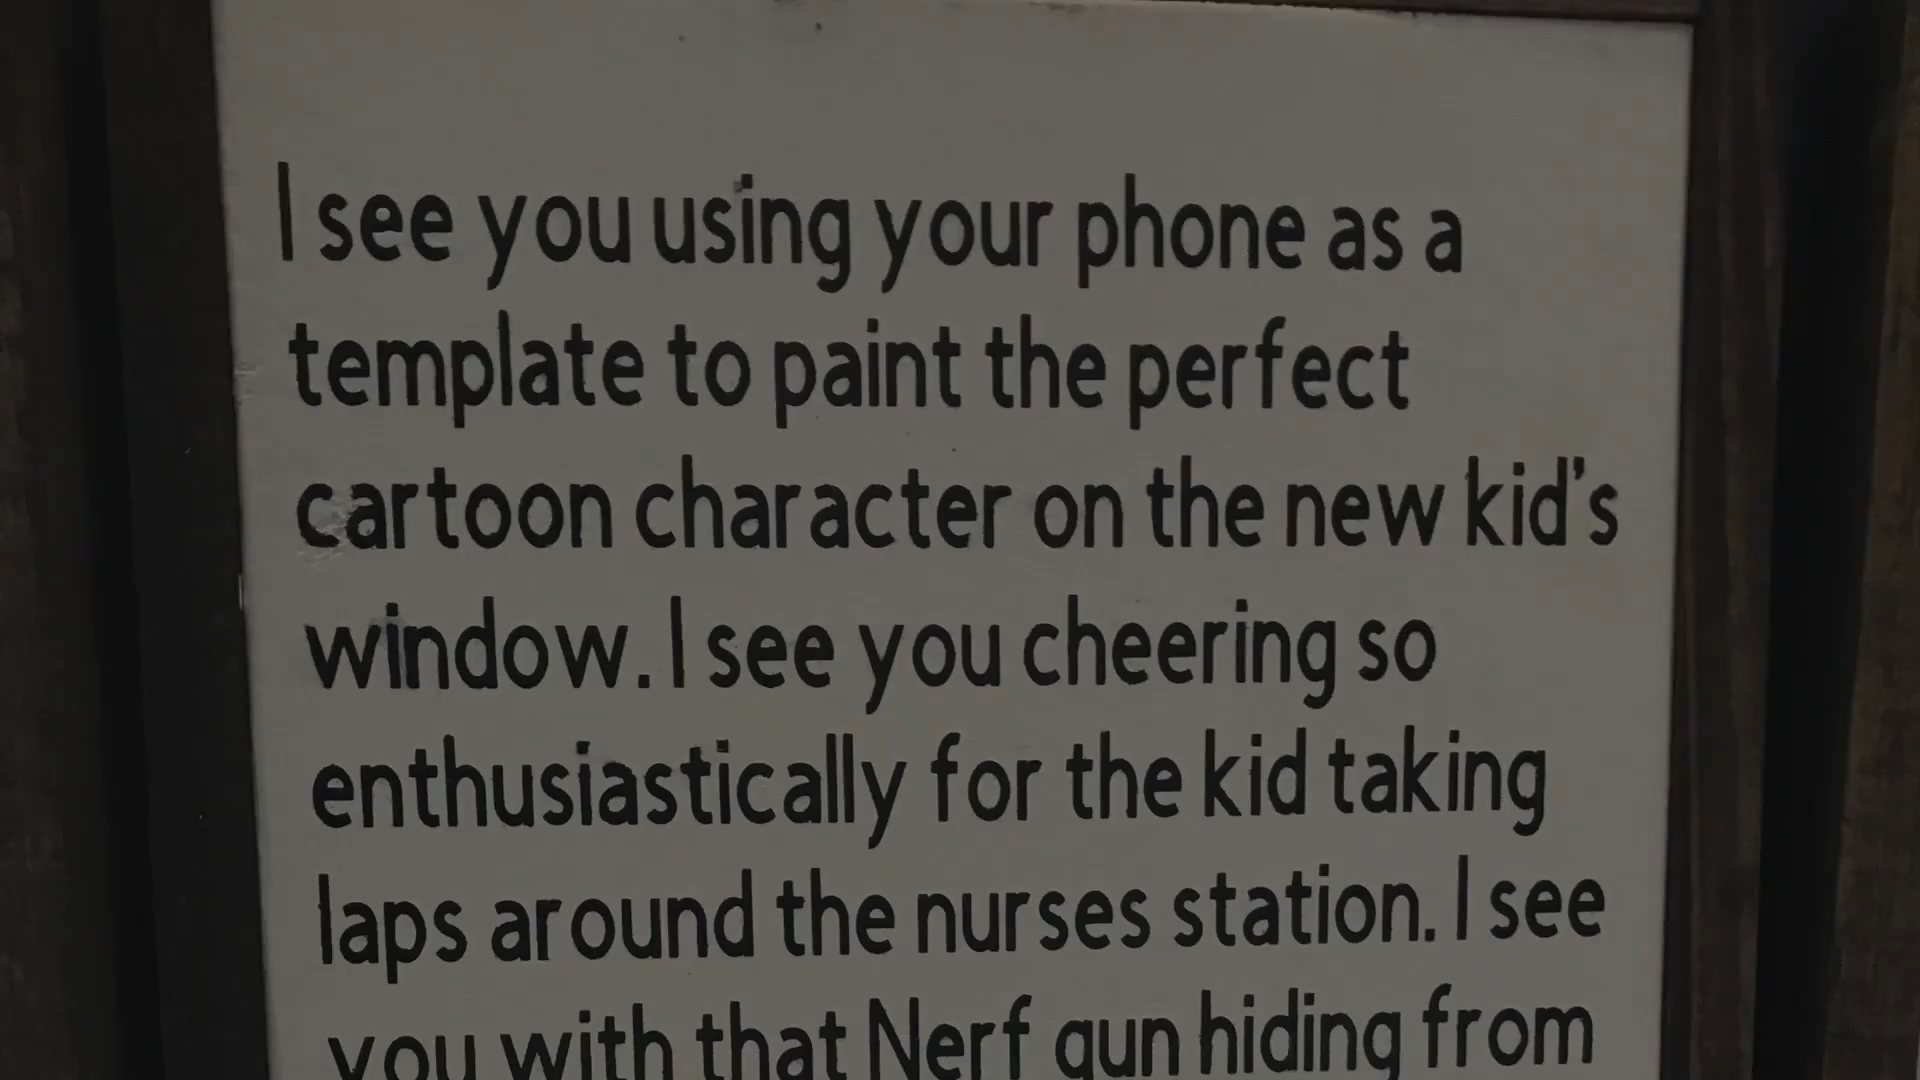 I see you using your phone as a
template to paint the perfect
cartoon character on the new kid's
window. I see you cheering so
enthusiastically for the kid taking
laps around the nurses station. I see
you with that Nerf gun hiding from